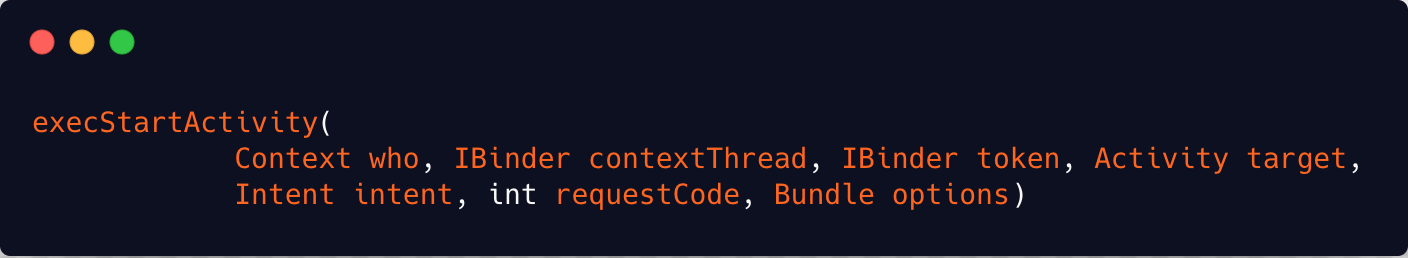 execStartActivity(
Context who, IBinder contextThread, IBinder token, Activity target,
Intent intent, int requestCode, Bundle options)